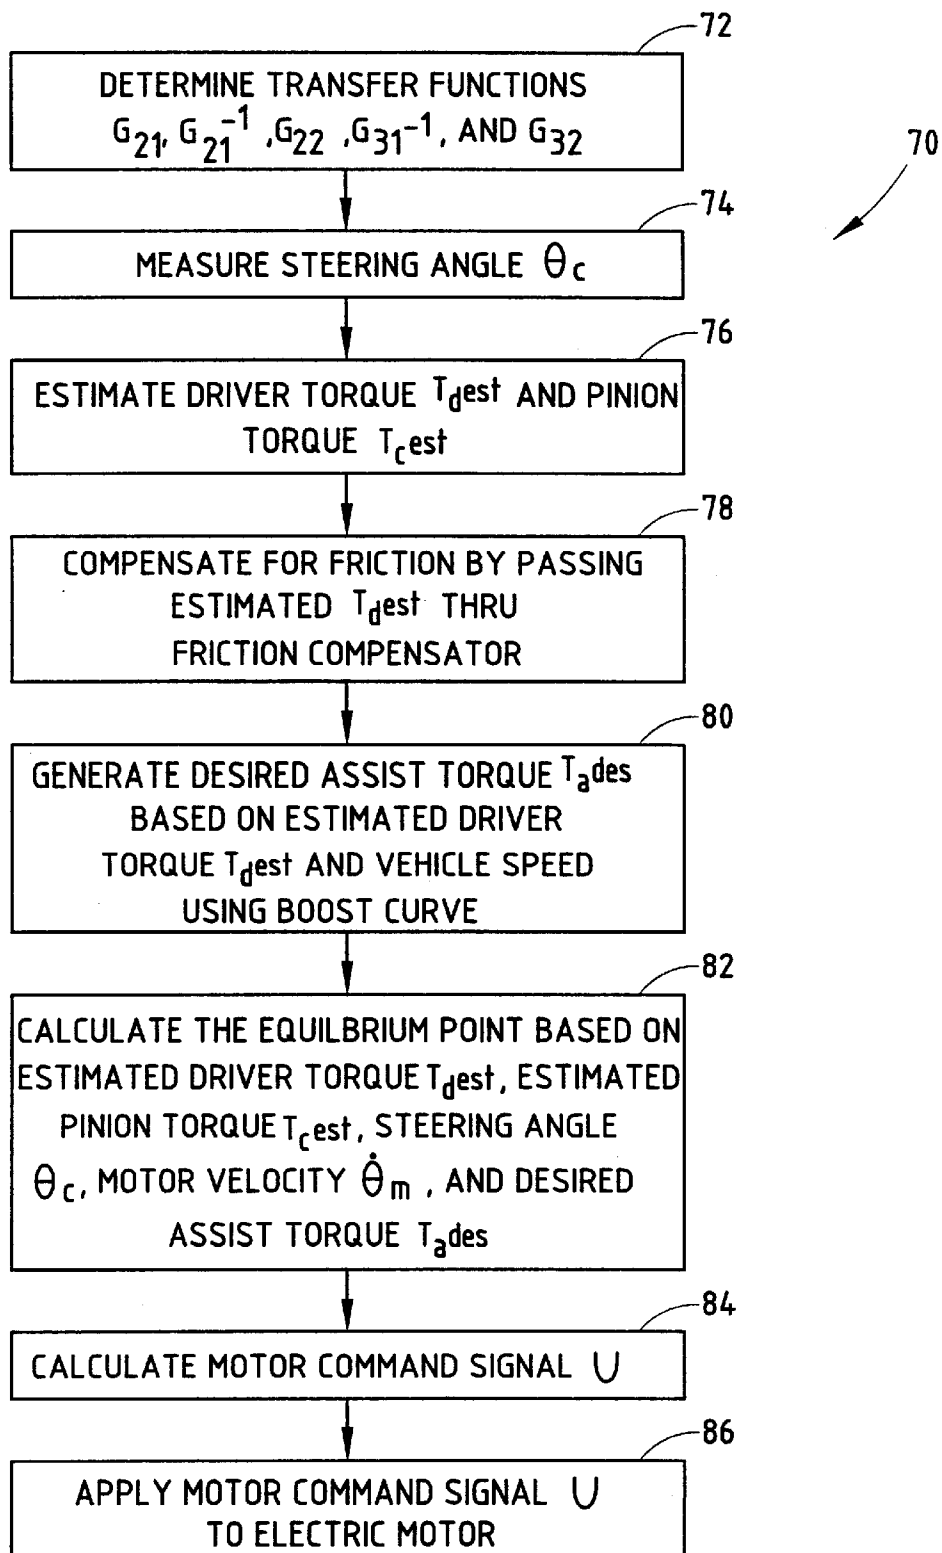 72
DETERMINE TRANSFER FUNCTIONS
G21, G21^-1 ,G22 ,G31^-1, AND G32
70
74
MEASURE STEERING ANGLE θc
76
ESTIMATE DRIVER TORQUE Tdest AND PINION
TORQUE Tcest
78
COMPENSATE FOR FRICTION BY PASSING
ESTIMATED Tdest THRU
FRICTION COMPENSATOR
80
GENERATE DESIRED ASSIST TORQUE Tades
BASED ON ESTIMATED DRIVER
TORQUE Tdest AND VEHICLE SPEED
USING BOOST CURVE
82
CALCULATE THE EQUILBRIUM POINT BASED ON
ESTIMATED DRIVER TORQUE Tdest, ESTIMATED
PINION TORQUE Tcest, STEERING ANGLE
θc, MOTOR VELOCITY θ̇m , AND DESIRED
ASSIST TORQUE Tades
84
CALCULATE MOTOR COMMAND SIGNAL U
86
APPLY MOTOR COMMAND SIGNAL U
TO ELECTRIC MOTOR